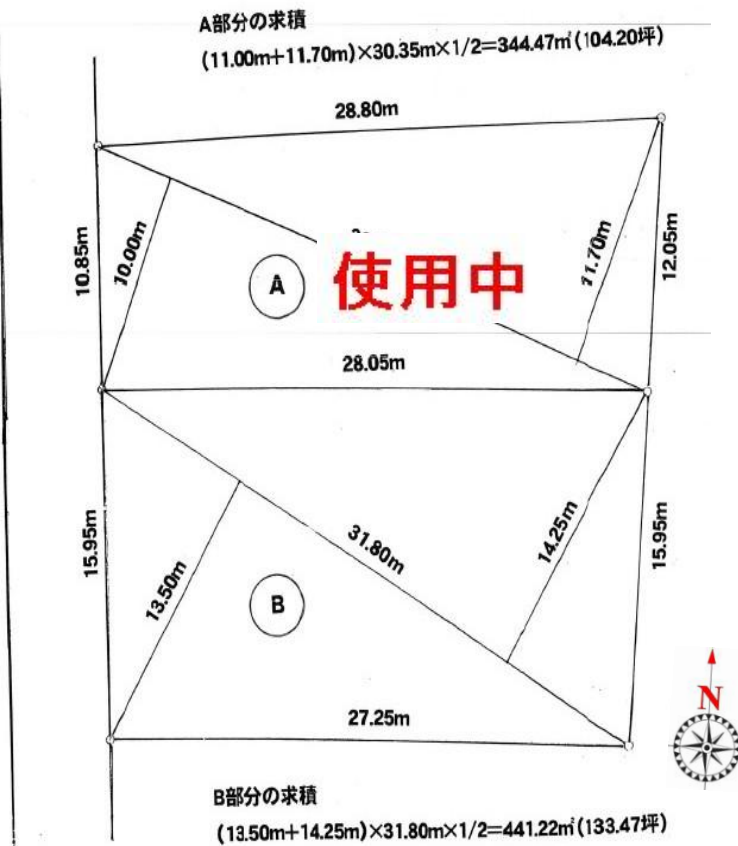 A部分の求積
(11.00m+11.70m)×30.35m×1/2=344.47㎡(104.20坪)
28.80m
10.85m
10.00m
A
使用中
11.70m
12.05m
28.05m
15.95m
13.50m
31.80m
14.25m
15.95m
B
27.25m
N
B部分の求積
(13.50m+14.25m)×31.80m×1/2=441.22㎡(133.47坪)